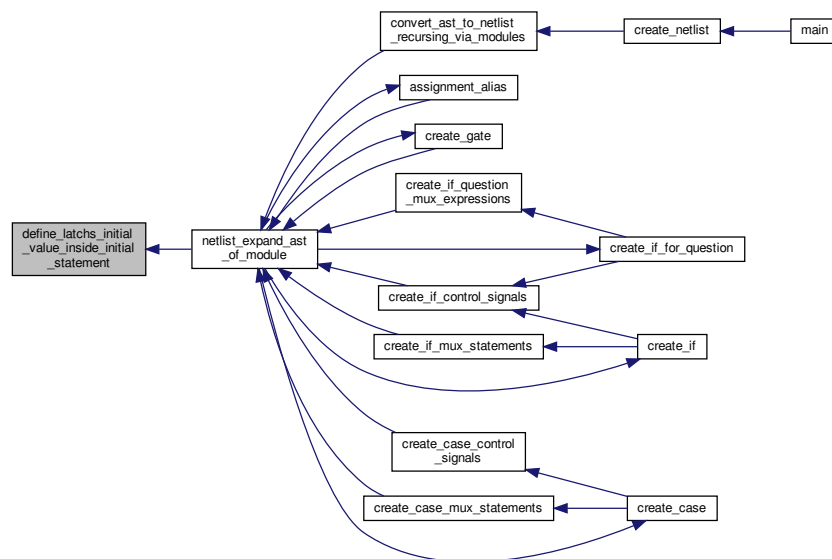 convert_ast_to_netlist
_recursing_via_modules
create_netlist
main
assignment_alias
create_gate
create_if_question
_mux_expressions
define_latchs_initial
_value_inside_initial
_statement
netlist_expand_ast
_of_module
create_if_for_question
create_if_control_signals
create_if_mux_statements
create_if
create_case_control
_signals
create_case_mux_statements
create_case